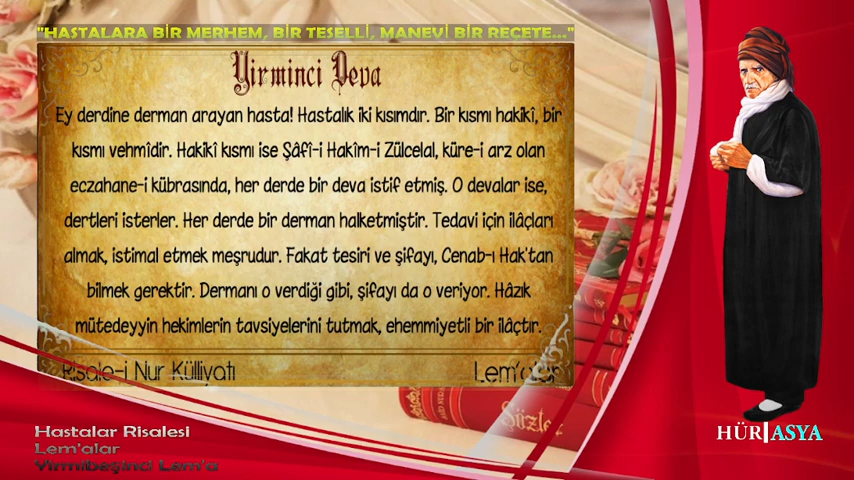 "HASTALARA BİR MERHEM, BİR TESELLİ, MANEVİ BİR REÇETE..."
Yirminci Deva
Ey derdine derman arayan hasta! Hastalık iki kısımdır. Bir kısmı hakikî, bir
kısmı vehmîdir. Hakikî kısmı ise Şâfî-i Hakîm-i Zülcelal, küre-i arz olan
eczahane-i kübrasında, her derde bir deva istif etmiş. O devalar ise,
dertleri isterler. Her derde bir derman halketmiştir. Tedavi için ilâçları
almak, istimal etmek meşrudur. Fakat tesiri ve şifayı, Cenab-ı Hak'tan
bilmek gerektir. Dermanı o verdiği gibi, şifayı da o veriyor. Hâzık
mütedeyyin hekimlerin tavsiyelerini tutmak, ehemmiyetli bir ilâçtır.
Risale-i Nur Külliyatı
Lem'alar
Sözler
Hastalar Risalesi
Lem'alar
Yirmibeşinci Lem'a
HÜR ASYA